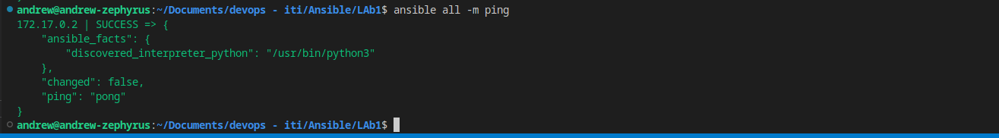 andrew@andrew-zephyrus:~/Documents/devops - iti/Ansible/LAb1$ ansible all -m ping
172.17.0.2 | SUCCESS => {
    "ansible_facts": {
        "discovered_interpreter_python": "/usr/bin/python3"
    },
    "changed": false,
    "ping": "pong"
}
andrew@andrew-zephyrus:~/Documents/devops - iti/Ansible/LAb1$